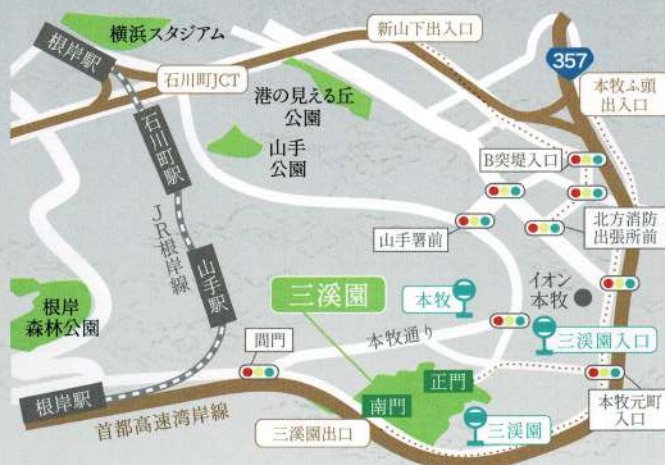 横浜スタジアム
新山下出入口
根岸駅
357
石川町JCT
本牧ふ頭
出入口
港の見える丘
公園
石川町駅
山手
公園
B突堤入口
JR根岸線
山手署前
北方消防
出張所前
山手駅
三溪園
本牧
イオン
本牧
根岸
森林公園
間門
本牧通り
三溪園入口
正門
根岸駅
南門
本牧元町
入口
首都高速湾岸線
三溪園出口
三溪園